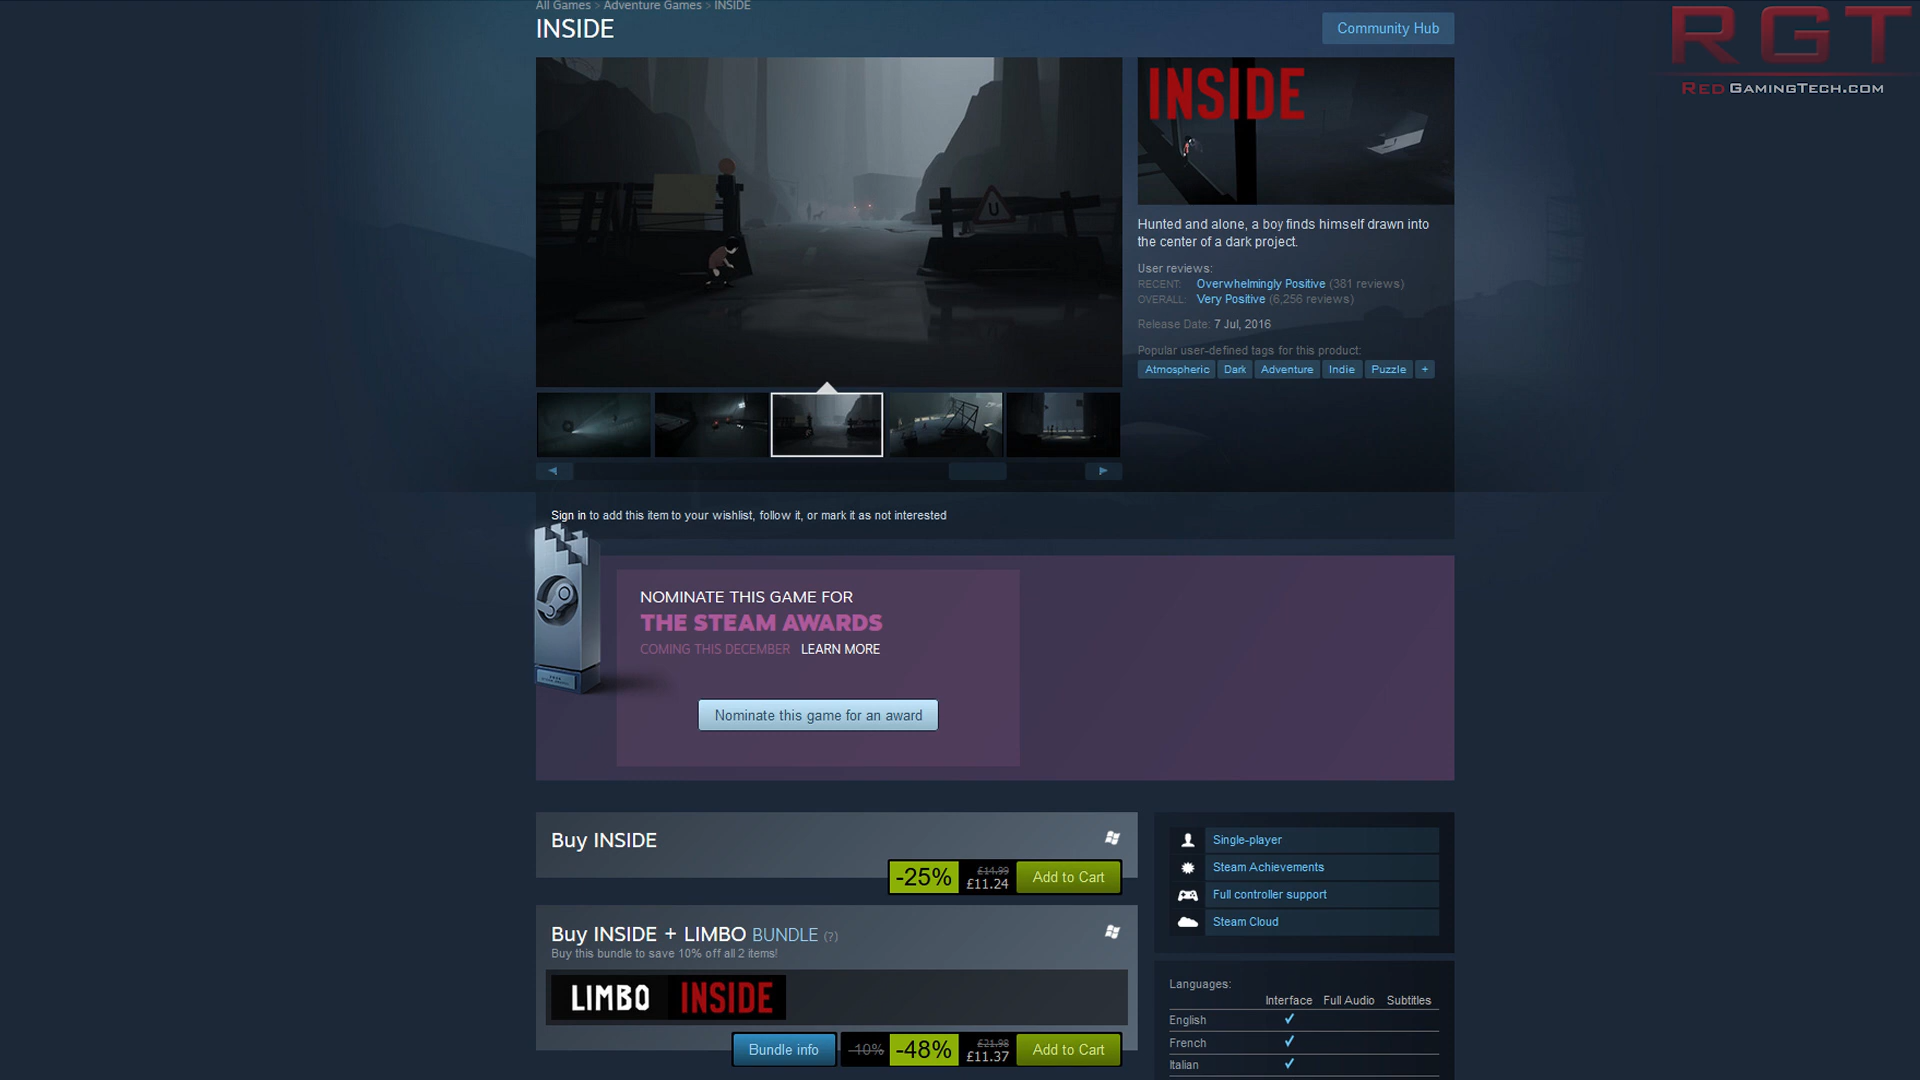 All Games > Adventure Games > INSIDE
INSIDE
Community Hub
RGT
RED GAMINGTECH.COM
INSIDE
U
Hunted and alone, a boy finds himself drawn into
the center of a dark project.
User reviews:
RECENT: Overwhelmingly Positive (381 reviews)
OVERALL: Very Positive (6,256 reviews)
Release Date: 7 Jul, 2016
Popular user-defined tags for this product:
Atmospheric Dark Adventure Indie Puzzle +
Sign in to add this item to your wishlist, follow it, or mark it as not interested
NOMINATE THIS GAME FOR
THE STEAM AWARDS
COMING THIS DECEMBER LEARN MORE
Nominate this game for an award
Buy INSIDE
-25% £14.99 £11.24 Add to Cart
Buy INSIDE + LIMBO BUNDLE (?)
Buy this bundle to save 10% off all 2 items!
LIMBO INSIDE
Bundle info -10% -48% £21.98 £11.37 Add to Cart
Single-player
Steam Achievements
Full controller support
Steam Cloud
Languages:
Interface Full Audio Subtitles
English ✓
French ✓
Italian ✓